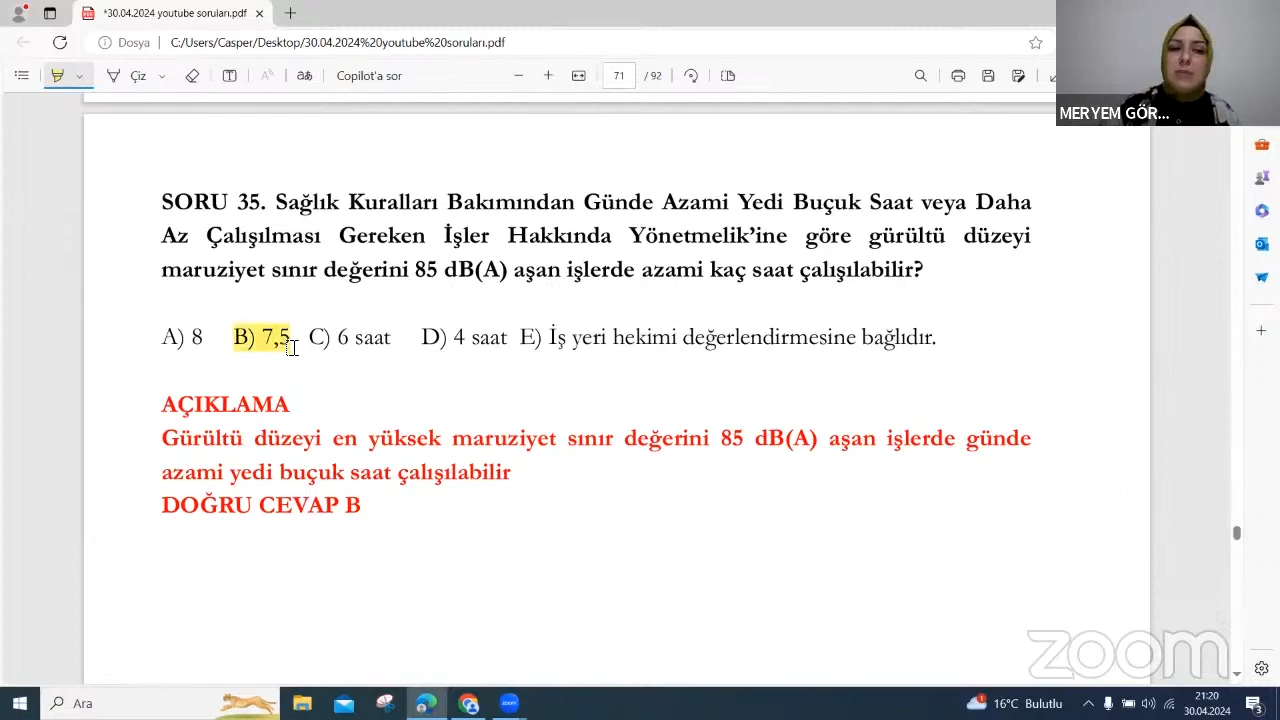 *30.04.2024 youtube soruları.pdf
Dosya
C:/Users/Casper/Desktop/30.04.2024%20youtube%20soruları.pdf
Çiz
Copilot'a sor
71 /92
MERYEM GÖR...
SORU 35. Sağlık Kuralları Bakımından Günde Azami Yedi Buçuk Saat veya Daha
Az Çalışılması Gereken İşler Hakkında Yönetmelik’ine göre gürültü düzeyi
maruziyet sınır değerini 85 dB(A) aşan işlerde azami kaç saat çalışılabilir?
A) 8 B) 7,5 C) 6 saat D) 4 saat E) İş yeri hekimi değerlendirmesine bağlıdır.
AÇIKLAMA
Gürültü düzeyi en yüksek maruziyet sınır değerini 85 dB(A) aşan işlerde günde
azami yedi buçuk saat çalışılabilir
DOĞRU CEVAP B
zoom
Ara
zoom
1
16°C Bulutlu
21:20
30.04.2024
3